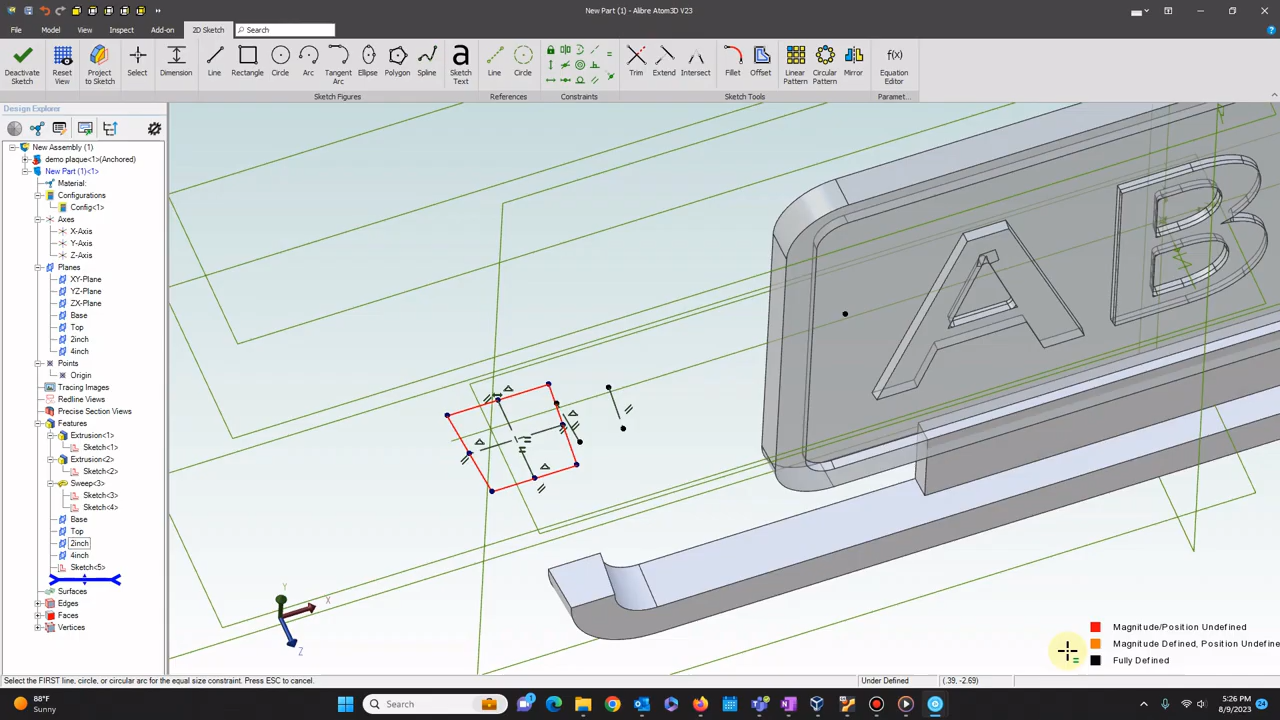 New Part (1) - Alibre Atom3D V23
File
Model
View
Inspect
Add-on
2D Sketch
Search
Deactivate Sketch
Reset View
Project to Sketch
Select
Dimension
Line
Rectangle
Circle
Arc
Tangent Arc
Ellipse
Polygon
Spline
Sketch Text
Line
Circle
Trim
Extend
Intersect
Fillet
Offset
Linear Pattern
Circular Pattern
Mirror
f(x)
Equation Editor
Sketch Figures
References
Constraints
Sketch Tools
Paramet...
Design Explorer
New Assembly (1)
demo plaque<1>(Anchored)
New Part (1)<1>
Material:
Configurations
Config<1>
Axes
X-Axis
Y-Axis
Z-Axis
Planes
XY-Plane
YZ-Plane
ZX-Plane
Base
Top
2inch
4inch
Points
Origin
Tracing Images
Redline Views
Precise Section Views
Features
Extrusion<1>
Sketch<1>
Extrusion<2>
Sketch<2>
Sweep<3>
Sketch<3>
Sketch<4>
Base
Top
2inch
4inch
Sketch<5>
Surfaces
Edges
Faces
Vertices
A B
Y
X
Z
Magnitude/Position Undefined
Magnitude Defined, Position Undefine
Fully Defined
Select the FIRST line, circle, or circular arc for the equal size constraint. Press ESC to cancel.
Under Defined
(.39, -2.69)
88°F
Sunny
Search
5:26 PM
8/9/2023